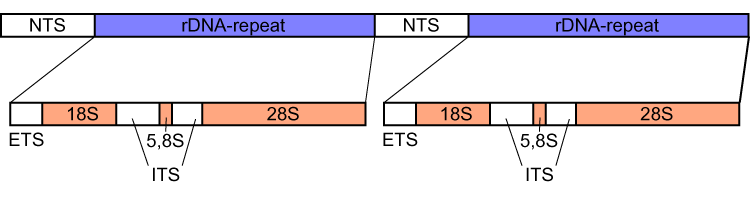 NTS rDNA-repeat NTS rDNA-repeat
18S 28S 18S 28S
ETS 5,8S ETS 5,8S
ITS ITS